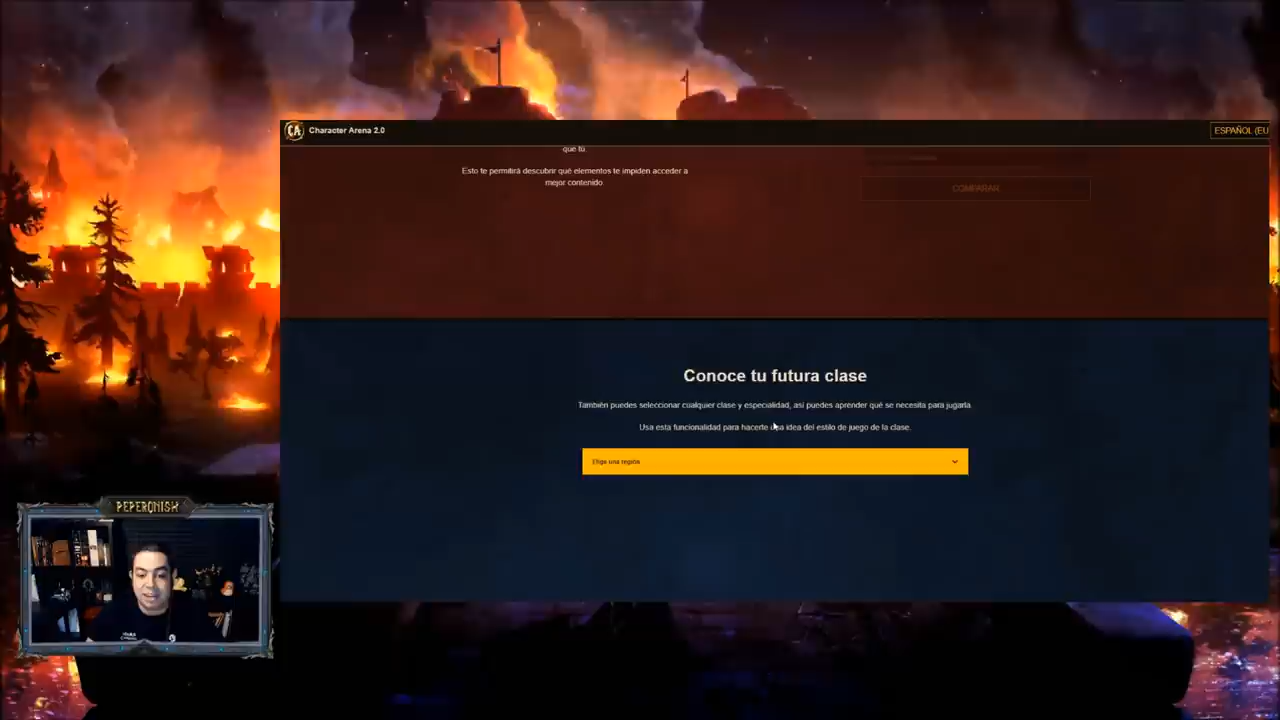 CA Character Arena 2.0
ESPAÑOL (EU
que tú.
Esto te permitirá descubrir qué elementos te impiden acceder a
mejor contenido.
COMPARAR
Conoce tu futura clase
También puedes seleccionar cualquier clase y especialidad, así puedes aprender qué se necesita para jugarla.
Usa esta funcionalidad para hacerte una idea del estilo de juego de la clase.
Elige una región
PEPERONISH